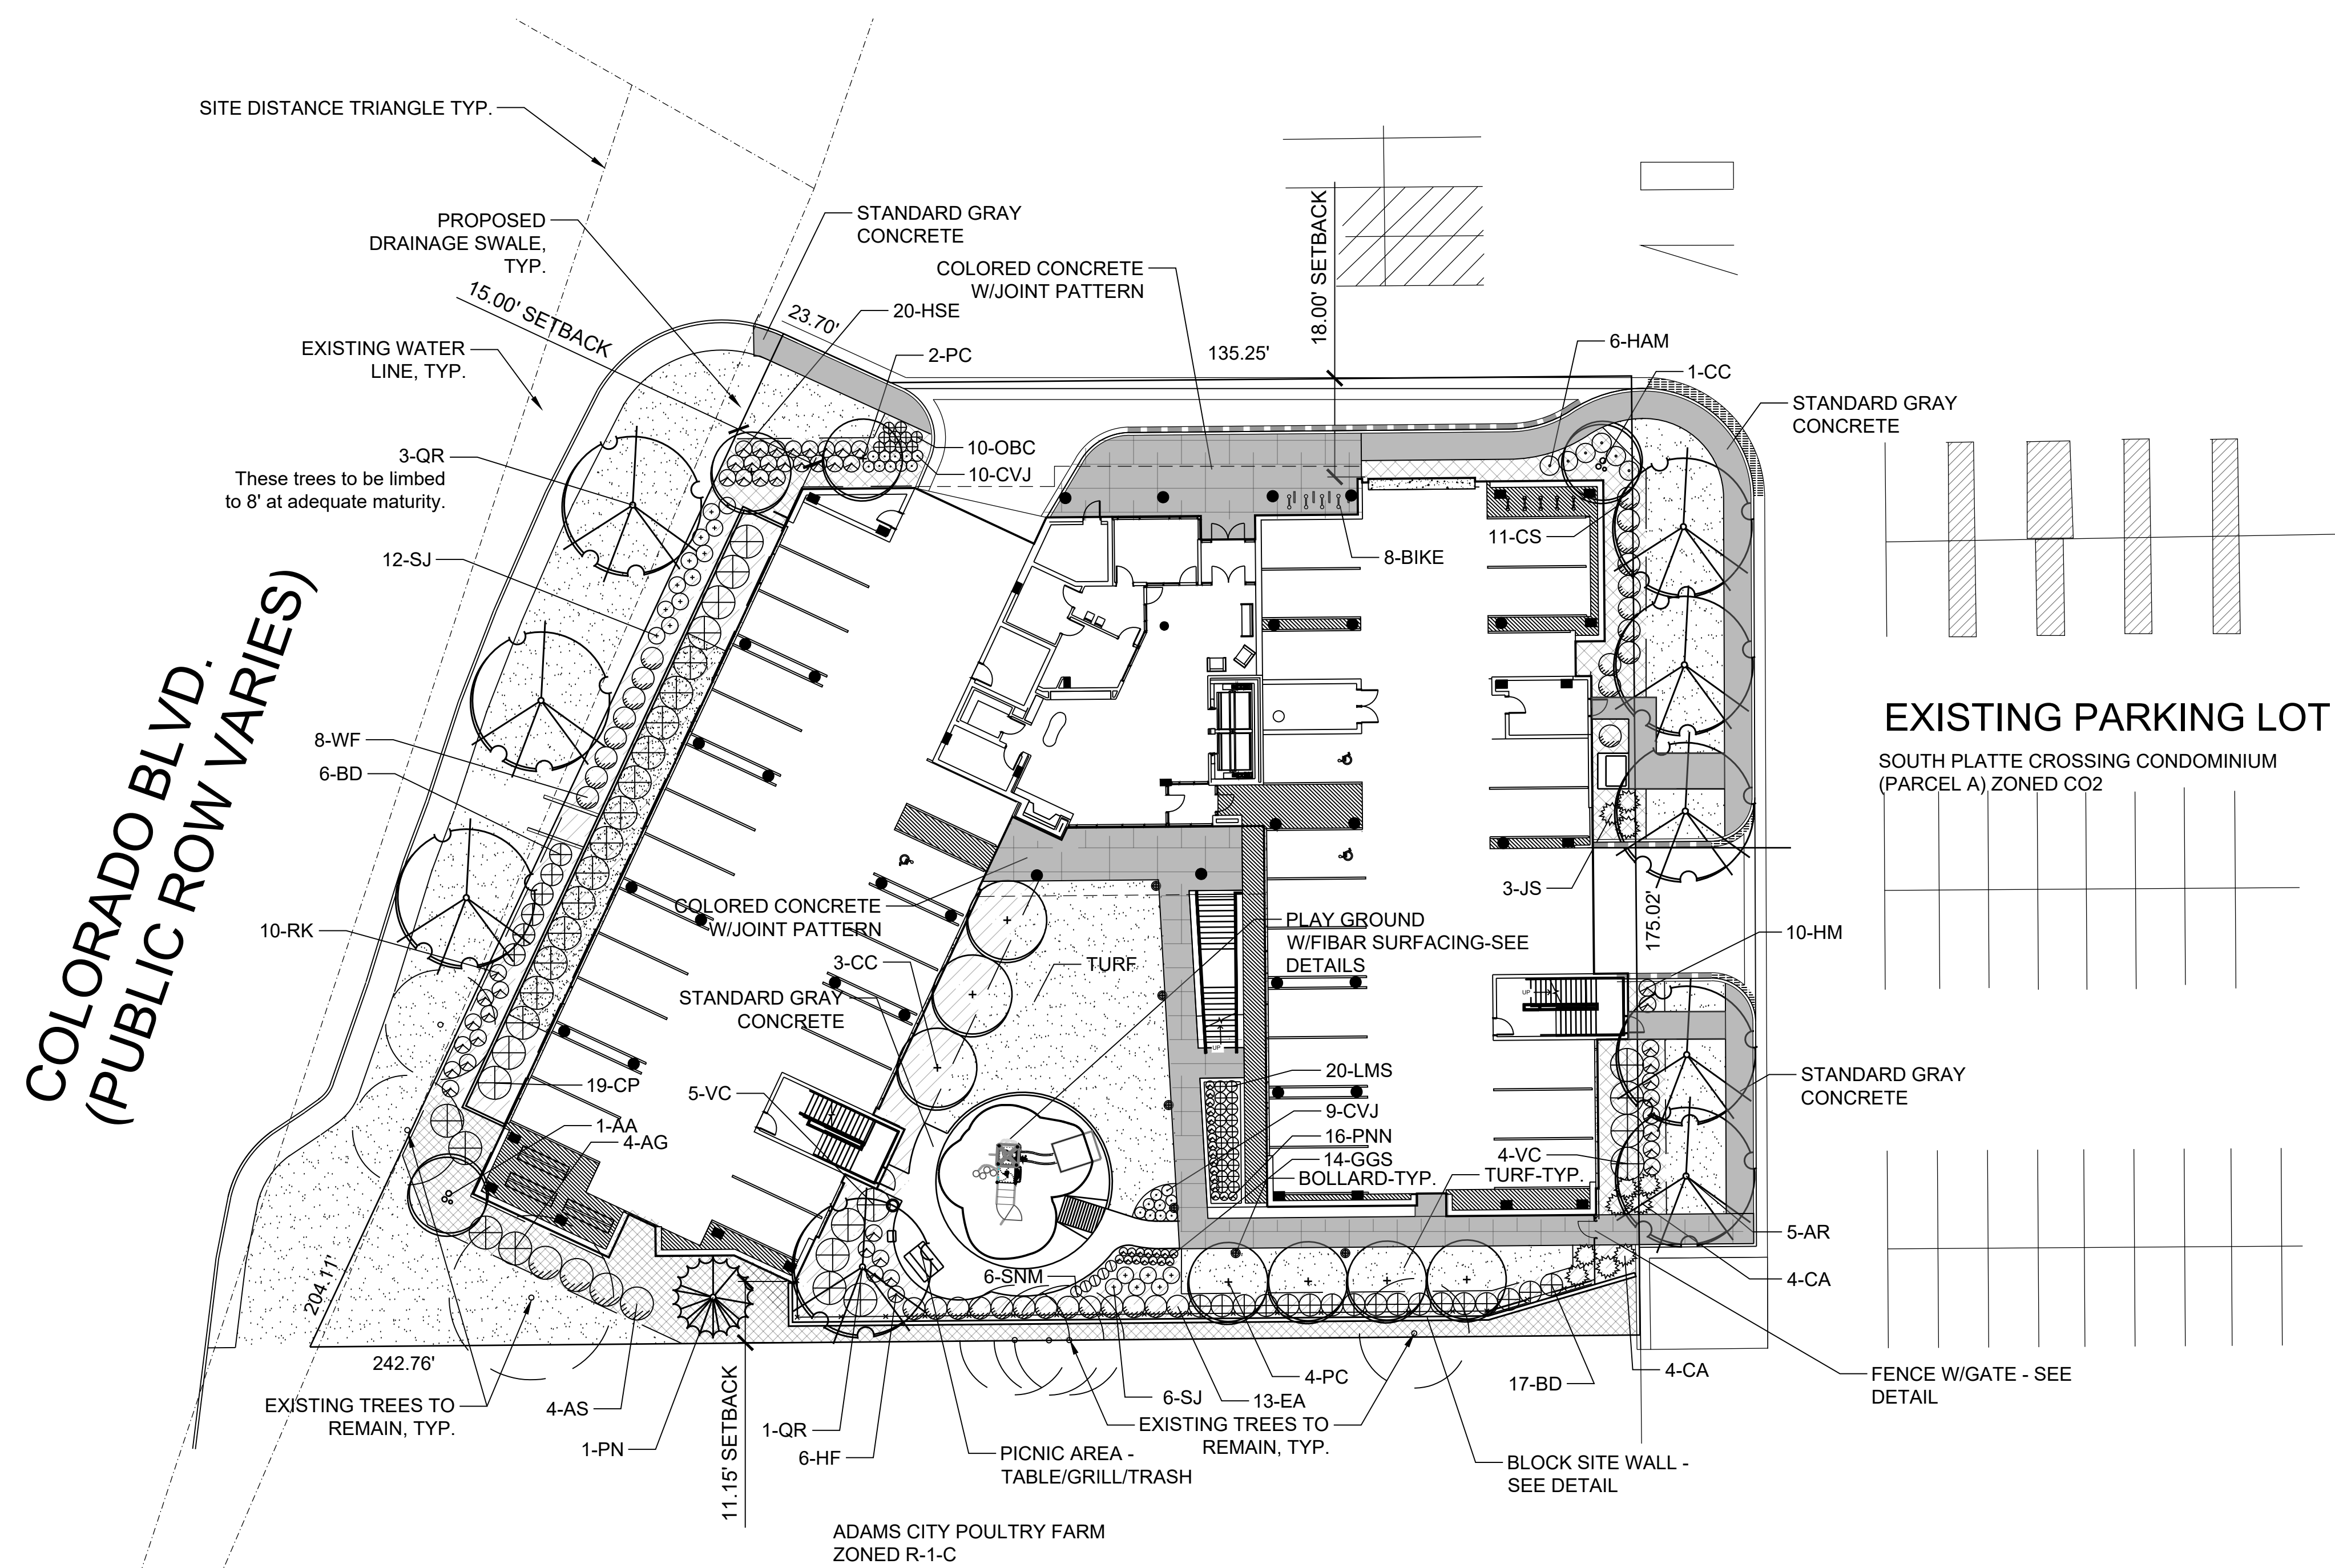 SITE DISTANCE TRIANGLE TYP.
PROPOSED
DRAINAGE SWALE,
TYP.
STANDARD GRAY
CONCRETE
COLORED CONCRETE
W/JOINT PATTERN
18.00' SETBACK
15.00' SETBACK
23.70'
20-HSE
EXISTING WATER
LINE, TYP.
2-PC
135.25'
6-HAM
1-CC
STANDARD GRAY
CONCRETE
3-QR
These trees to be limbed
to 8' at adequate maturity.
10-OBC
10-CVJ
11-CS
8-BIKE
12-SJ
COLORADO BLVD.
(PUBLIC ROW VARIES)
EXISTING PARKING LOT
SOUTH PLATTE CROSSING CONDOMINIUM
(PARCEL A) ZONED CO2
8-WF
6-BD
3-JS
175.02'
10-RK
COLORED CONCRETE
W/JOINT PATTERN
PLAY GROUND
W/FIBAR SURFACING-SEE
DETAILS
10-HM
3-CC
TURF
STANDARD GRAY
CONCRETE
UP
UP
19-CP
5-VC
20-LMS
STANDARD GRAY
CONCRETE
9-CVJ
1-AA
4-AG
16-PNN
14-GGS
BOLLARD-TYP.
4-VC
TURF-TYP.
5-AR
6-SNM
4-CA
204.11'
242.76'
4-PC
17-BD
4-CA
FENCE W/GATE - SEE
DETAIL
EXISTING TREES TO
REMAIN, TYP.
4-AS
6-SJ
13-EA
EXISTING TREES TO
REMAIN, TYP.
1-PN
11.15' SETBACK
1-QR
6-HF
PICNIC AREA -
TABLE/GRILL/TRASH
BLOCK SITE WALL -
SEE DETAIL
ADAMS CITY POULTRY FARM
ZONED R-1-C